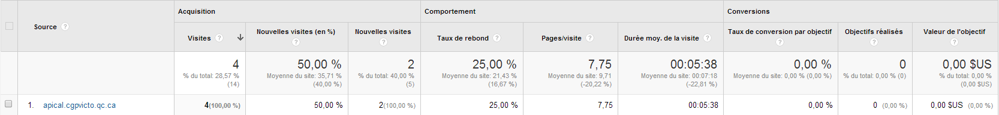 Acquisition Comportement Conversions
Source ? Visites ? Nouvelles visites (en %) ? Nouvelles visites ? Taux de rebond ? Pages/visite ? Durée moy. de la visite ? Taux de conversion par objectif ? Objectifs réalisés ? Valeur de l'objectif ?
4 50,00 % 2 25,00 % 7,75 00:05:38 0,00 % 0 0,00 $US
% du total: 28,57 % Moyenne du site: 35,71 % % du total: 40,00 % Moyenne du site: 21,43 % Moyenne du site: 9,71 Moyenne du site: 00:07:18 Moyenne du site: 0,00 % (0,00 %) % du total: 0,00 % (0) % du total: 0,00 %
(14) (40,00 %) (5) (16,67 %) (-20,22 %) (-22,81 %) (0,00 $US)
1. apical.cgpvicto.qc.ca 4(100,00 %) 50,00 % 2(100,00 %) 25,00 % 7,75 00:05:38 0,00 % 0 (0,00 %) 0,00 $US (0,00 %)